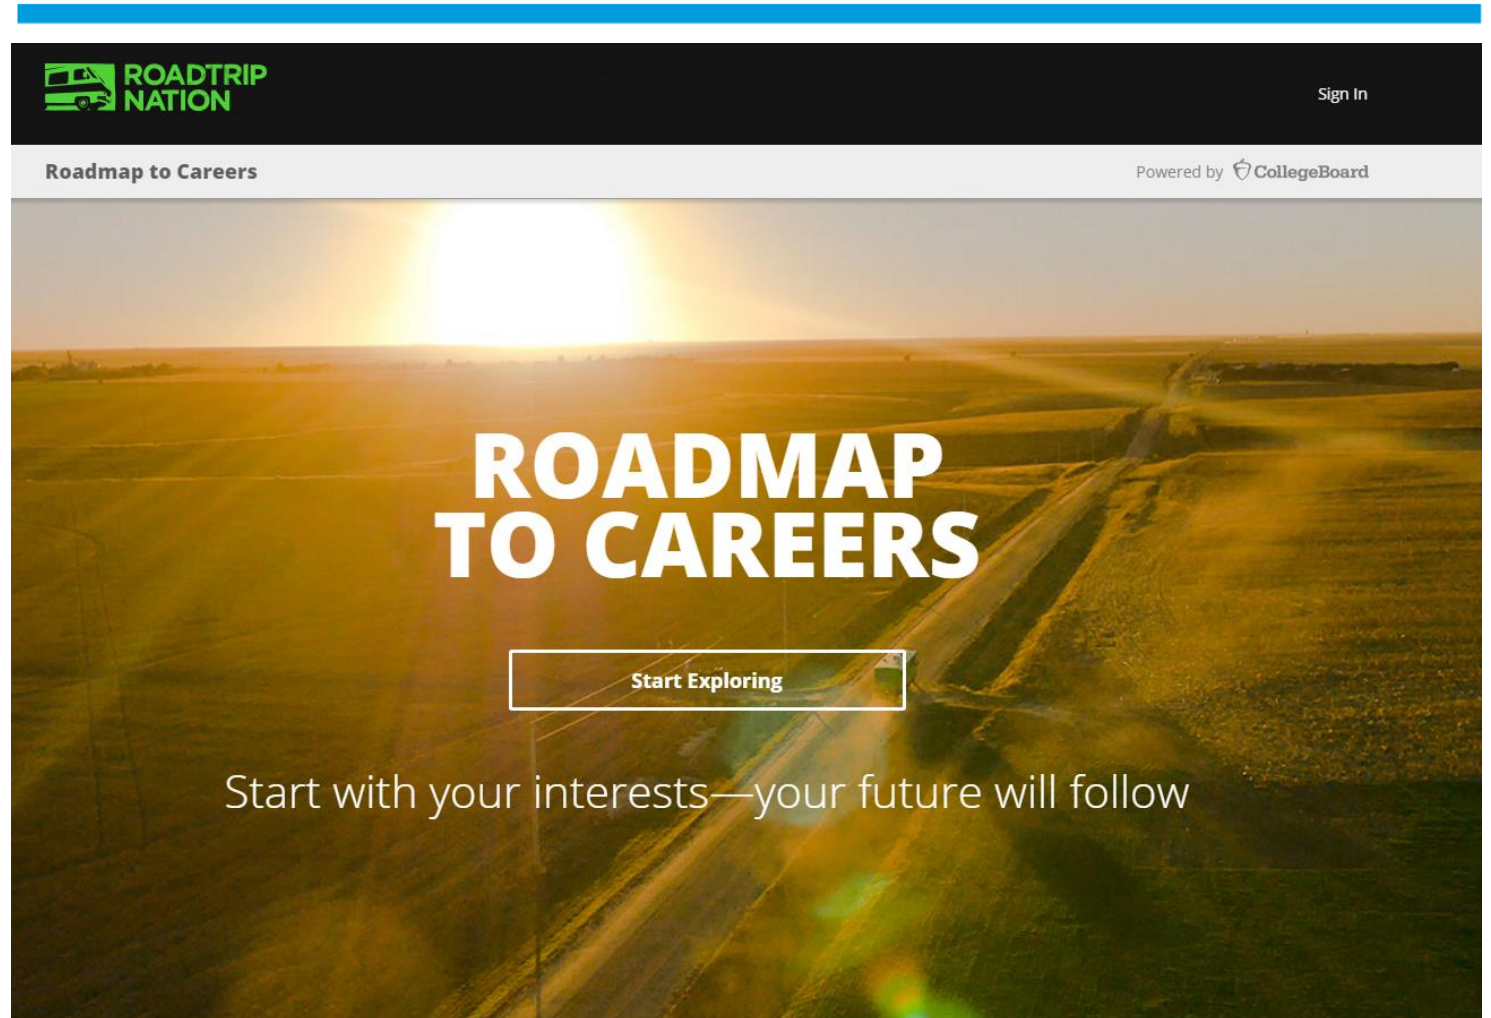 ROADTRIP
NATION
Sign In
Roadmap to Careers
Powered by CollegeBoard
ROADMAP
TO CAREERS
Start Exploring
Start with your interests—your future will follow